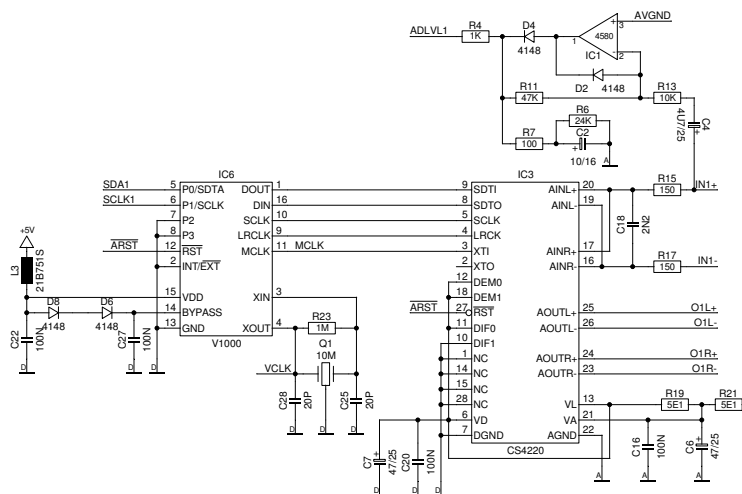 AVGND
ADLVL1
R4
1K
D4
4148
1
4580
+
3
-
2
IC1
D2
4148
R11
47K
R13
10K
R6
24K
R7
100
C2
+
10/16
A
4U7/25
C4
+
IC6
SDA1
5
P0/SDTA
DOUT
1
SCLK1
6
P1/SCLK
DIN
16
7
P2
SCLK
10
8
P3
LRCLK
9
ARST
12
RST
MCLK
11
MCLK
2
INT/EXT
15
VDD
XIN
3
14
BYPASS
13
GND
XOUT
4
V1000
+5V
L3
21B751S
D8
4148
D6
4148
C22
100N
D
C27
100N
D
D
R23
1M
Q1
10M
VCLK
C28
20P
D
D
C25
20P
D
IC3
9
SDTI
AINL+
20
8
SDTO
AINL-
19
5
SCLK
4
LRCK
AINR+
17
3
XTI
AINR-
16
2
XTO
12
DEM0
18
DEM1
ARST
27
RST
AOUTL+
25
O1L+
11
DIF0
AOUTL-
26
O1L-
10
DIF1
1
NC
AOUTR+
24
O1R+
14
NC
AOUTR-
23
O1R-
15
NC
28
NC
VL
13
6
VD
VA
21
7
DGND
AGND
22
CS4220
R15
150
IN1+
C18
2N2
R17
150
IN1-
R19
5E1
R21
5E1
C7
+
47/25
D
C20
100N
D
D
A
C16
100N
A
C6
+
47/25
A